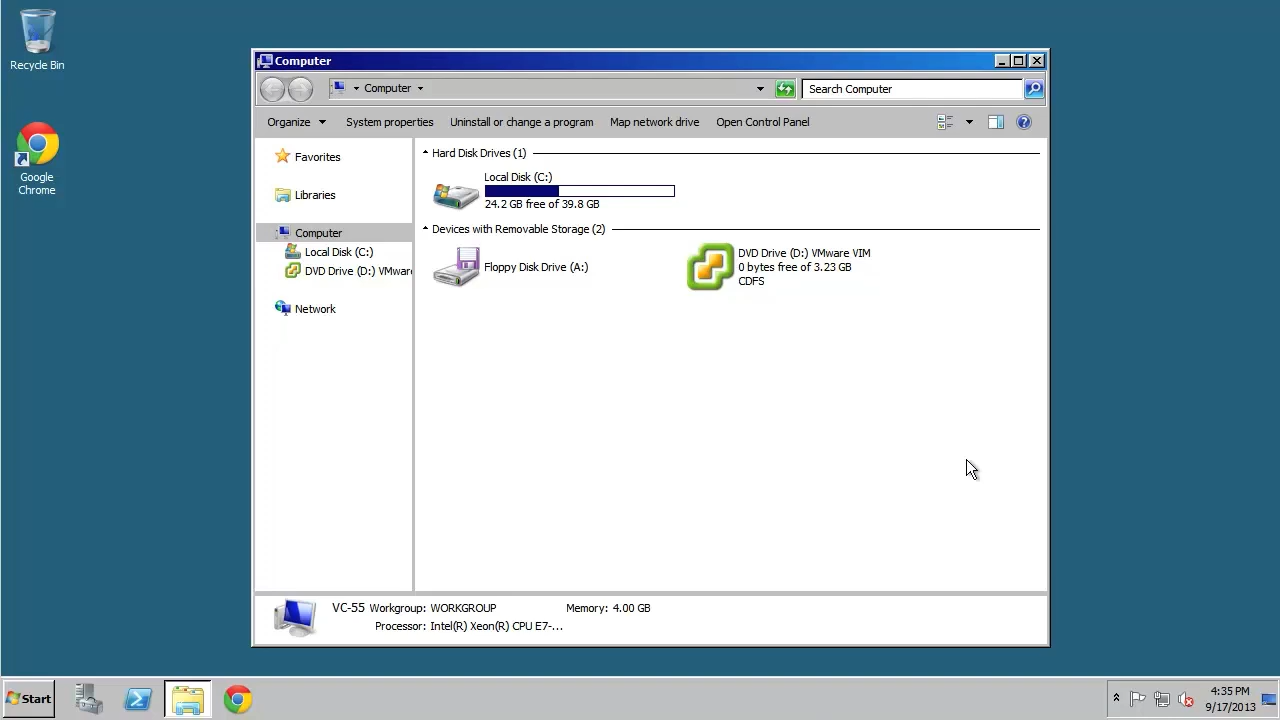 Recycle Bin
Google
Chrome
Computer
Computer
Search Computer
Organize System properties Uninstall or change a program Map network drive Open Control Panel
Favorites
Libraries
Computer
Local Disk (C:)
DVD Drive (D:) VMware
Network
Hard Disk Drives (1)
Local Disk (C:)
24.2 GB free of 39.8 GB
Devices with Removable Storage (2)
Floppy Disk Drive (A:)
DVD Drive (D:) VMware VIM
0 bytes free of 3.23 GB
CDFS
VC-55 Workgroup: WORKGROUP Memory: 4.00 GB
Processor: Intel(R) Xeon(R) CPU E7-...
Start
4:35 PM
9/17/2013